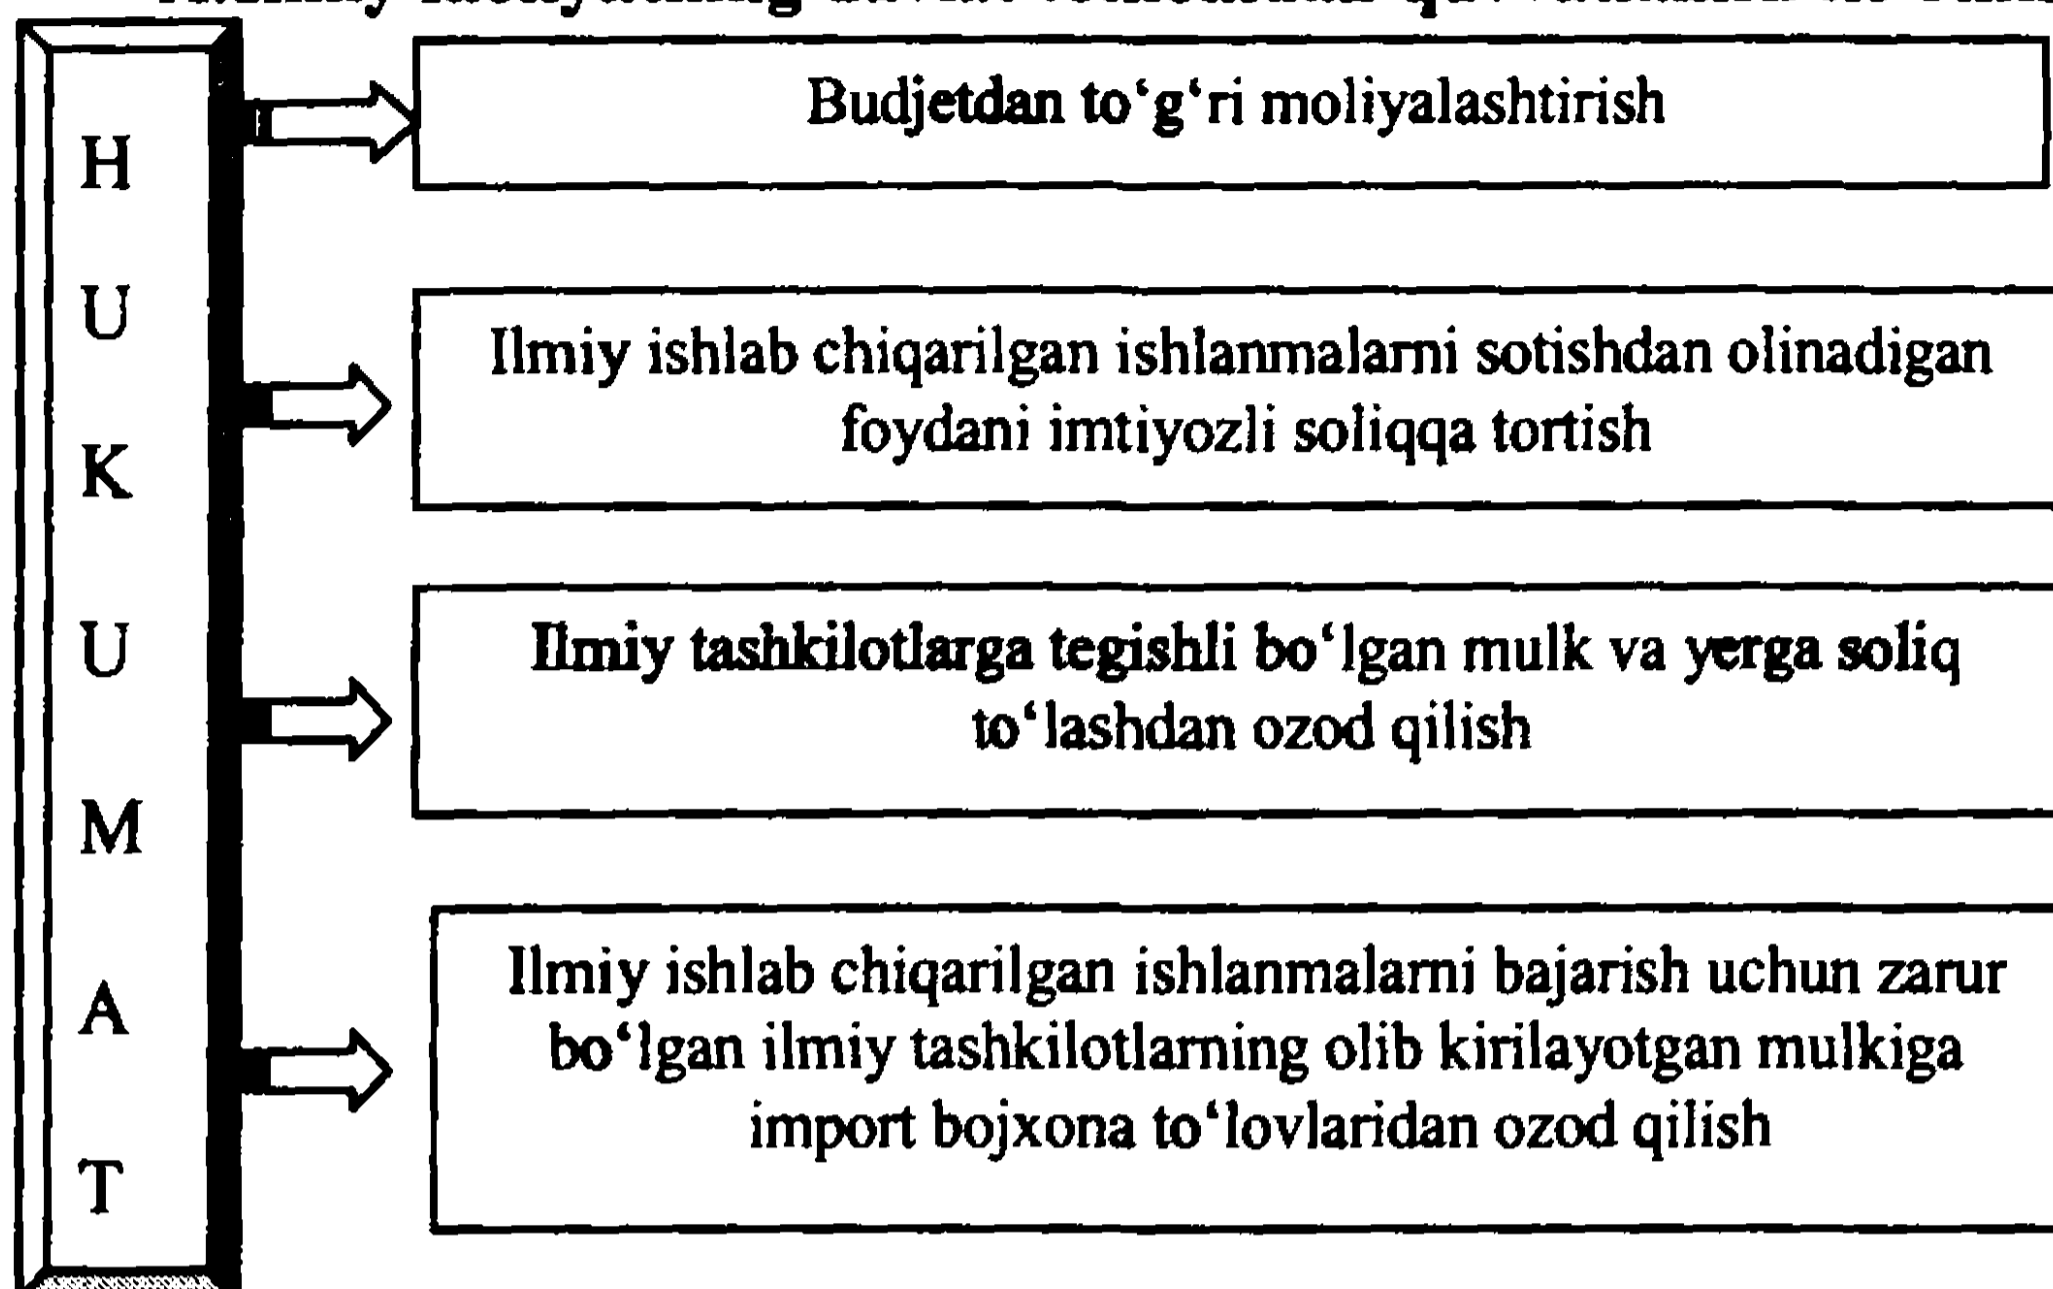 HUKUMAT
Budjetdan to‘g‘ri moliyalashtirish
Ilmiy ishlab chiqarilgan ishlanmalarni sotishdan olinadigan
foydani imtiyozli soliqqa tortish
Ilmiy tashkilotlarga tegishli bo‘lgan mulk va yerga soliq
to‘lashdan ozod qilish
Ilmiy ishlab chiqarilgan ishlanmalarni bajarish uchun zarur
bo‘lgan ilmiy tashkilotlarning olib kirilayotgan mulkiga
import bojxona to‘lovlaridan ozod qilish